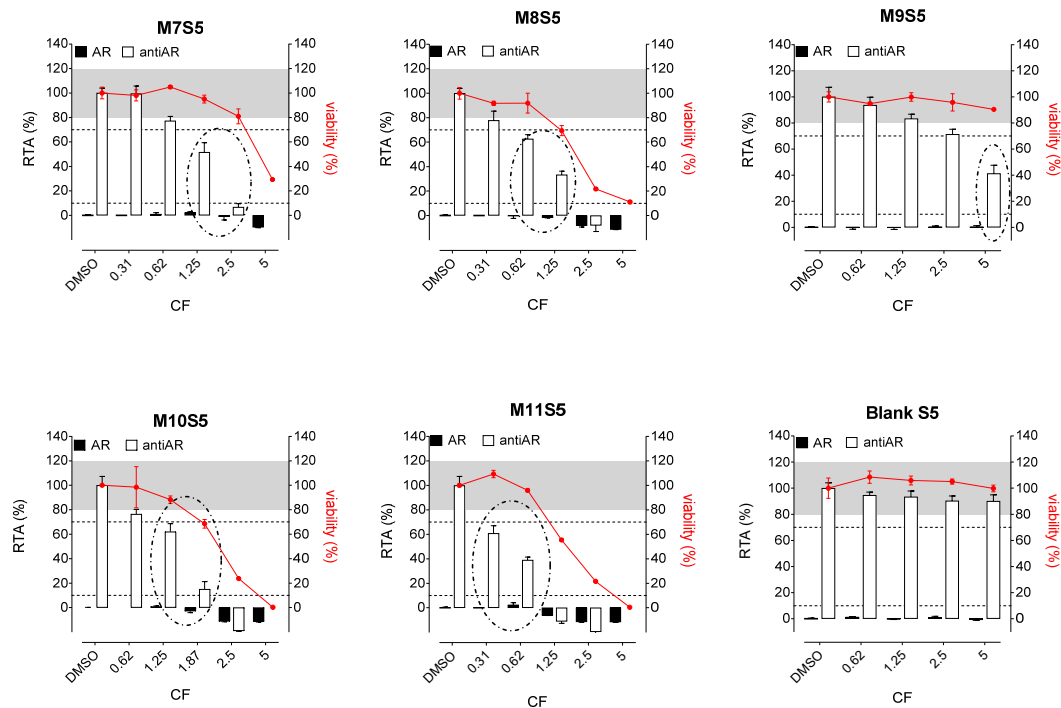 M7S5
AR antiAR
140 120 100 80 60 40 20 0
RTA (%)
140 120 100 80 60 40 20 0
viability (%)
DMSO 0.31 0.62 1.25 2.5 5
CF
M8S5
AR antiAR
140 120 100 80 60 40 20 0
RTA (%)
140 120 100 80 60 40 20 0
viability (%)
DMSO 0.31 0.62 1.25 2.5 5
CF
M9S5
AR antiAR
140 120 100 80 60 40 20 0
RTA (%)
140 120 100 80 60 40 20 0
viability (%)
DMSO 0.62 1.25 2.5 5
CF
M10S5
AR antiAR
140 120 100 80 60 40 20 0
RTA (%)
140 120 100 80 60 40 20 0
viability (%)
DMSO 0.62 1.25 1.87 2.5 5
CF
M11S5
AR antiAR
140 120 100 80 60 40 20 0
RTA (%)
140 120 100 80 60 40 20 0
viability (%)
DMSO 0.31 0.62 1.25 2.5 5
CF
Blank S5
AR antiAR
140 120 100 80 60 40 20 0
RTA (%)
140 120 100 80 60 40 20 0
viability (%)
DMSO 0.62 1.25 2.5 5
CF